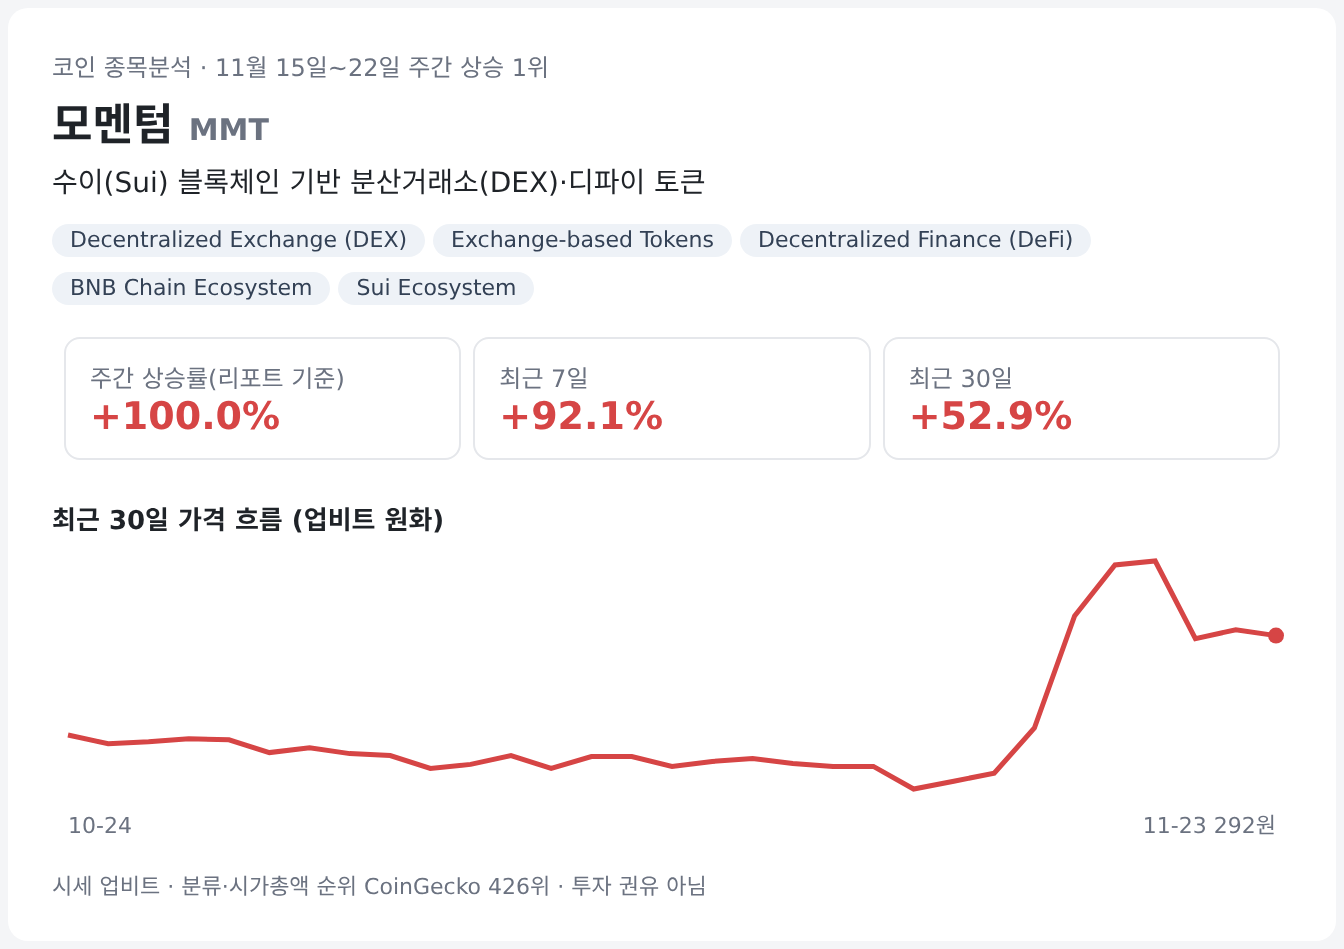 코인 종목분석 · 11월 15일~22일 주간 상승 1위
모멘텀 MMT
수이(Sui) 블록체인 기반 분산거래소(DEX)·디파이 토큰
Decentralized Exchange (DEX) Exchange-based Tokens Decentralized Finance (DeFi)
BNB Chain Ecosystem Sui Ecosystem
주간 상승률(리포트 기준) 최근 7일 최근 30일
+100.0% +92.1% +52.9%
최근 30일 가격 흐름 (업비트 원화)
10-24 11-23 292원
시세 업비트 · 분류·시가총액 순위 CoinGecko 426위 · 투자 권유 아님